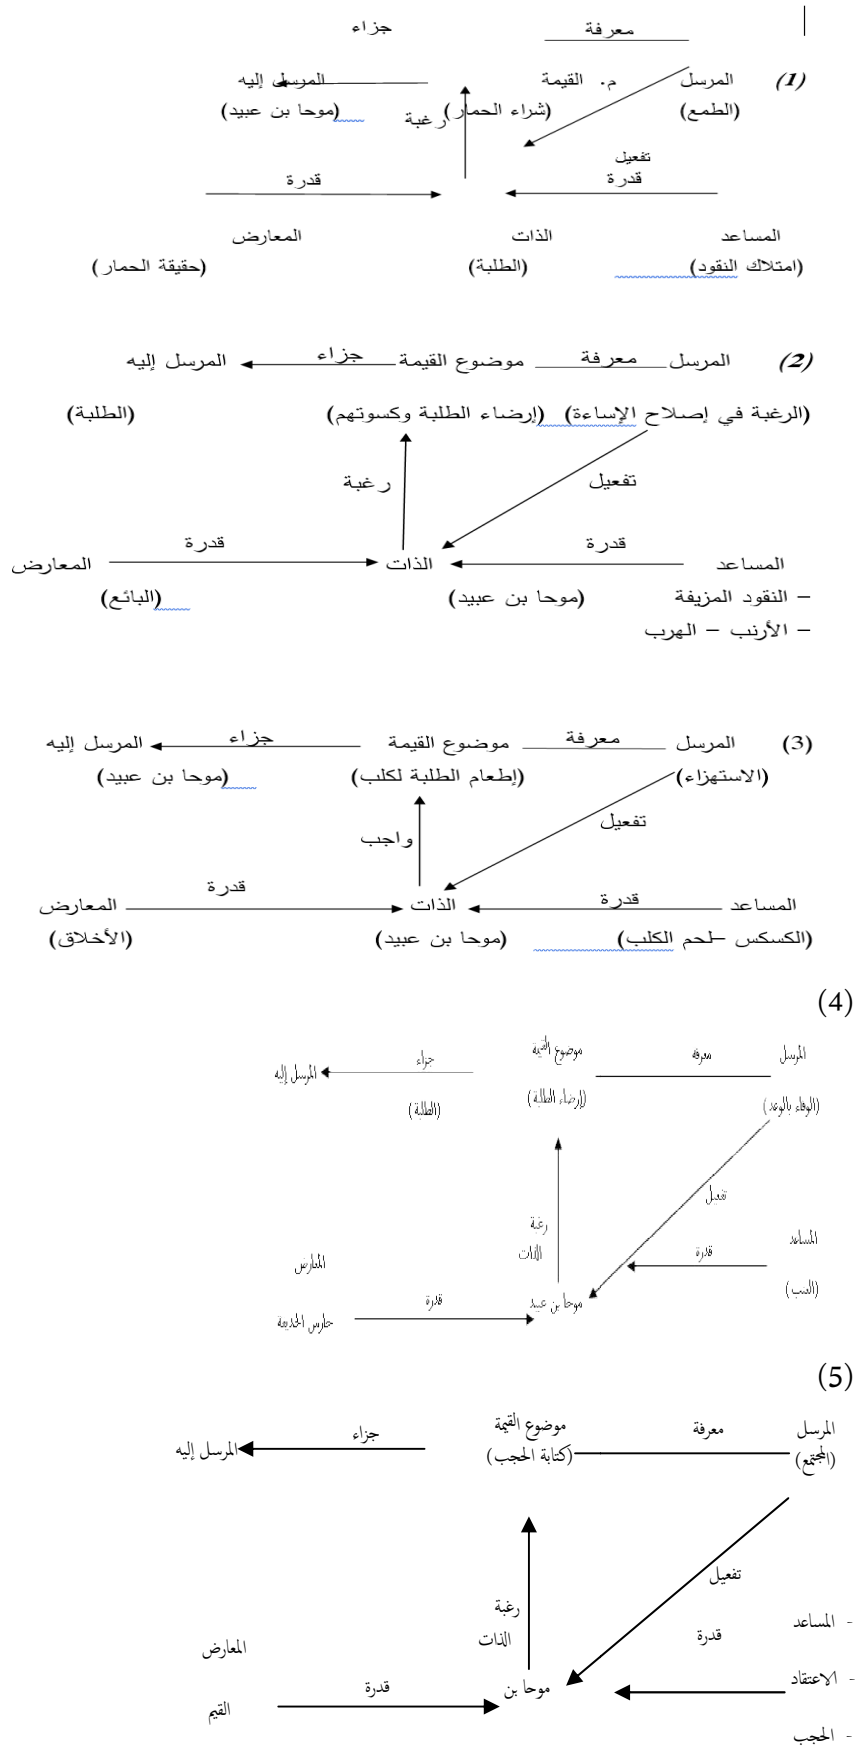 معرفة جزاء
(1) المرسل م. القيمة المرسل إليه
(الطمع) (شراء الحمار) رغبة (موحا بن عبيد)
تفعيل
قدرة قدرة
المساعد الذات المعارض
(امتلاك النقود) (الطلبة) (حقيقة الحمار)
(2) المرسل معرفة موضوع القيمة جزاء المرسل إليه
(الرغبة في إصلاح الإساءة) (إرضاء الطلبة وكسوتهم) (الطلبة)
تفعيل رغبة
المساعد قدرة الذات قدرة المعارض
– النقود المزيفة (موحا بن عبيد) (البائع)
– الأرنب – الهرب
(3) المرسل معرفة موضوع القيمة جزاء المرسل إليه
(الاستهزاء) (إطعام الطلبة لكلب) (موحا بن عبيد)
تفعيل واجب
المساعد قدرة الذات قدرة المعارض
(الكسكس –لحم الكلب) (موحا بن عبيد) (الأخلاق)
(4)
المرسل معرفة موضوع القيمة جزاء المرسل إليه
(الوفاء بالوعد) (إرضاء الطلبة) (الطلبة)
تفعيل رغبة
المساعد قدرة الذات المعارض
(العنب) موحا بن عبيد قدرة حارس الحديقة
(5)
المرسل معرفة موضوع القيمة جزاء المرسل إليه
(المجتمع) (كتابة الحجب)
تفعيل رغبة
- المساعد قدرة الذات المعارض
- الاعتقاد موحا بن قدرة القيم
- الحجب